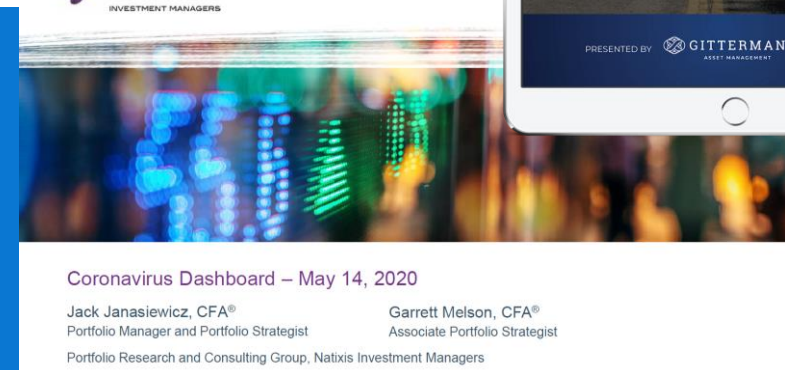 INVESTMENT MANAGERS
PRESENTED BY GITTERMAN
ASSET MANAGEMENT
Coronavirus Dashboard – May 14, 2020
Jack Janasiewicz, CFA®
Garrett Melson, CFA®
Portfolio Manager and Portfolio Strategist
Associate Portfolio Strategist
Portfolio Research and Consulting Group, Natixis Investment Managers